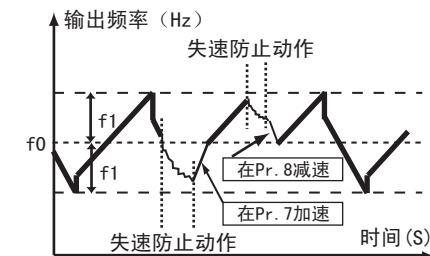 输出频率（Hz）
失速防止动作
f1
f0
f1
在Pr.8减速
在Pr.7加速
失速防止动作
时间(S)